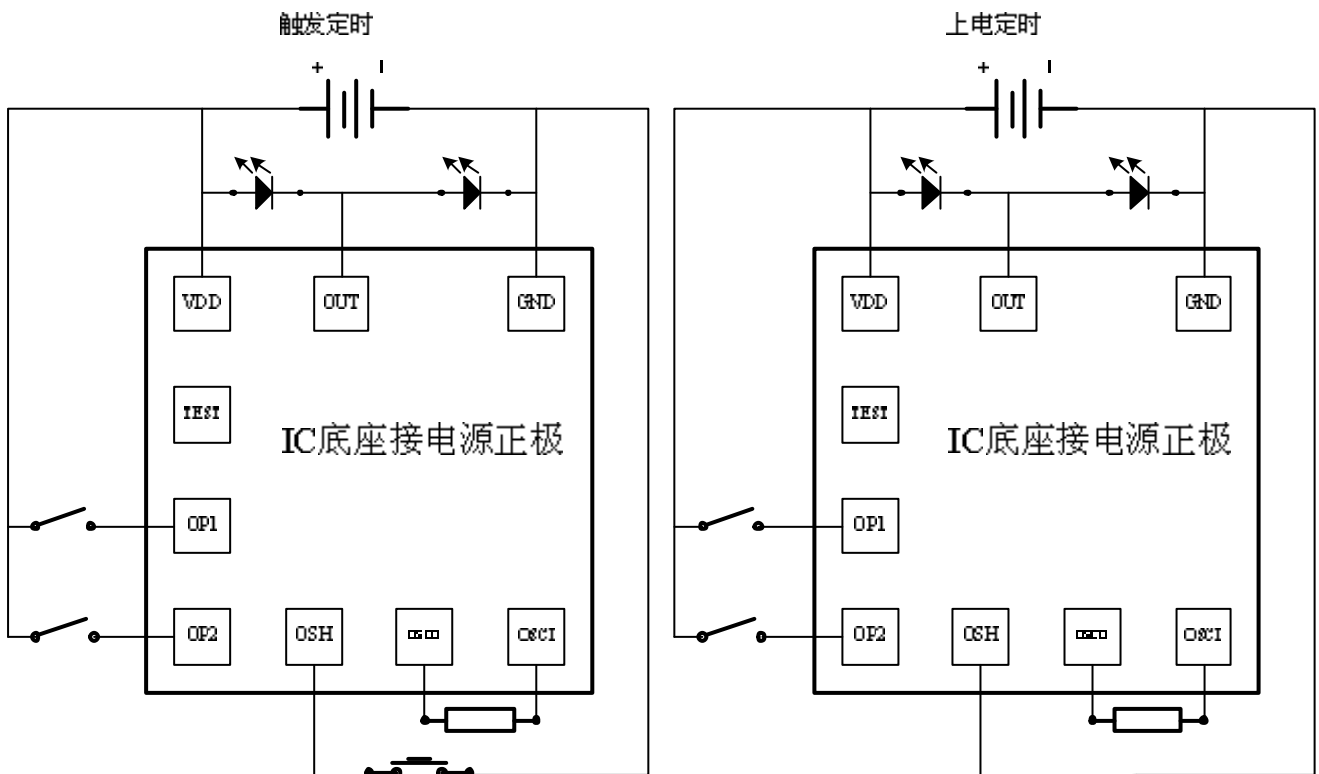 触发定时 上电定时
+ I + I
VDD OUT GND VDD OUT GND
TEST TEST
IC底座接电源正极 IC底座接电源正极
OP1 OP1
OP2 OSH OSCI OP2 OSH OSCI